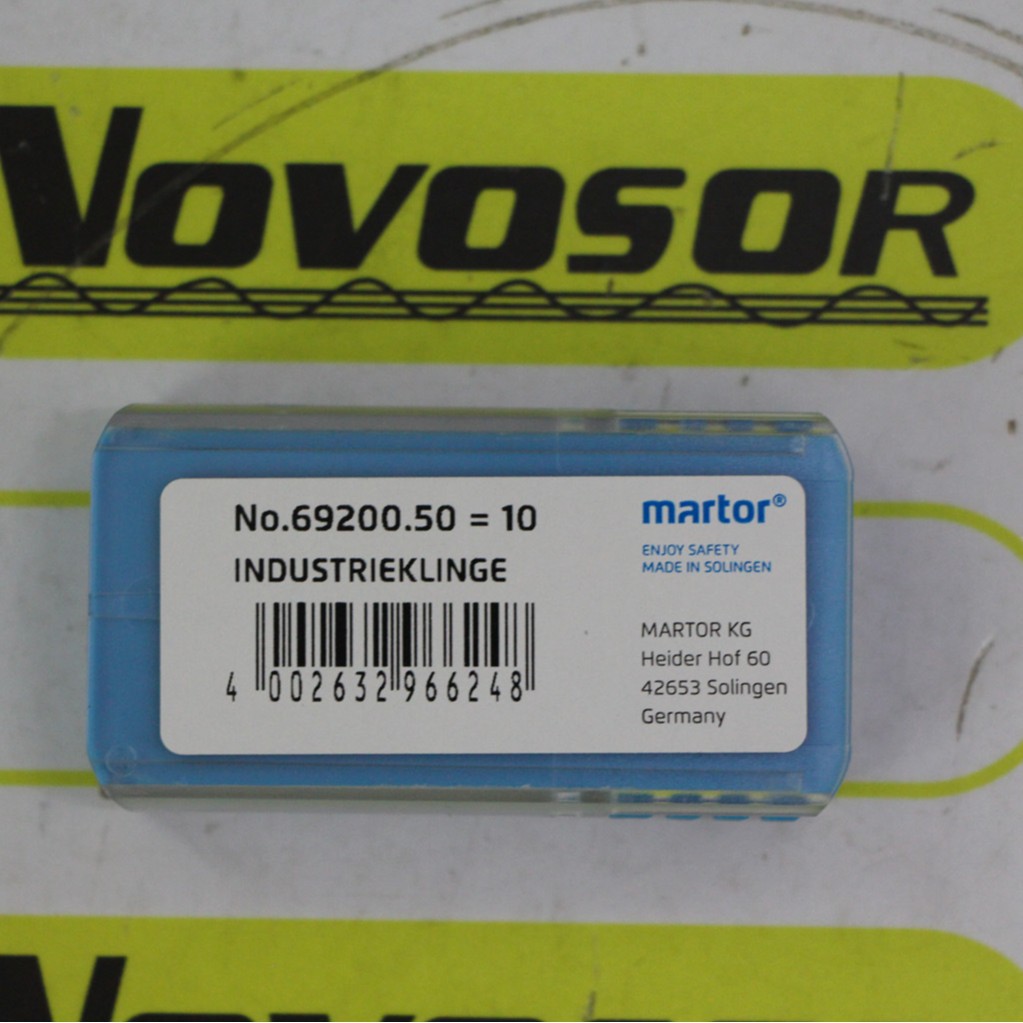 NOVOSOR
No.69200.50 = 10
INDUSTRIEKLINGE
4 002632 966248
martor®
ENJOY SAFETY
MADE IN SOLINGEN
MARTOR KG
Heider Hof 60
42653 Solingen
Germany